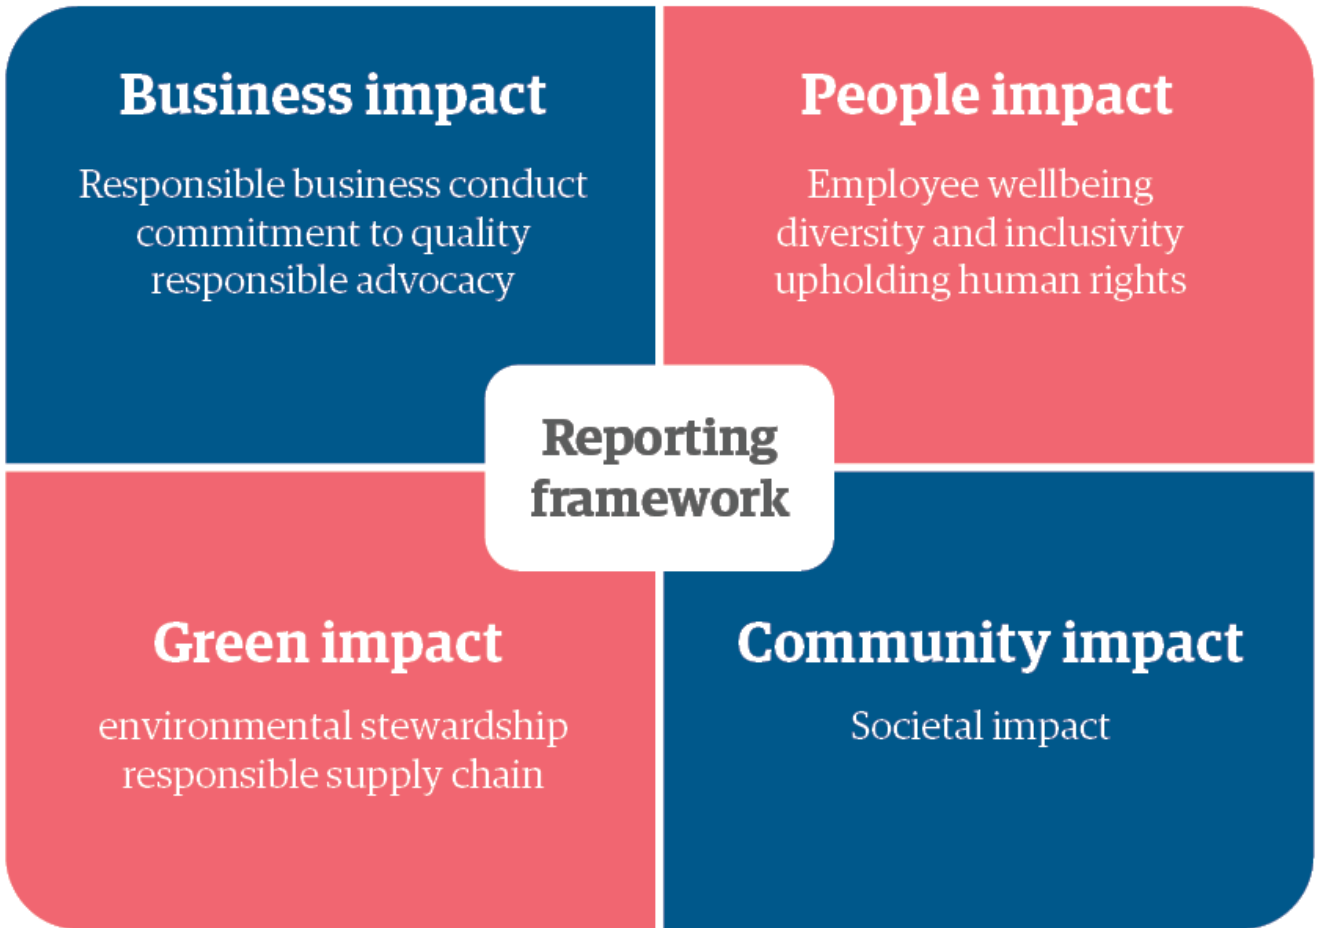 Business impact
Responsible business conduct
commitment to quality
responsible advocacy
People impact
Employee wellbeing
diversity and inclusivity
upholding human rights
Reporting
framework
Green impact
environmental stewardship
responsible supply chain
Community impact
Societal impact